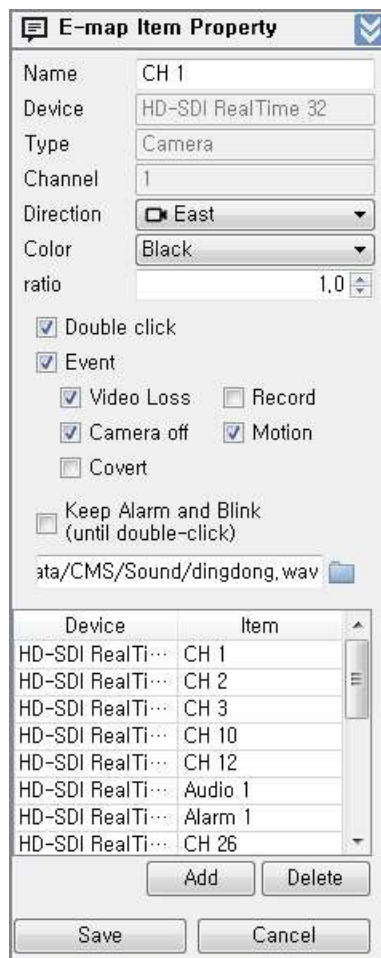 E-map Item Property
Name CH 1
Device HD-SDI RealTime 32
Type Camera
Channel 1
Direction East
Color Black
ratio 1,0
Double click
Event
Video Loss Record
Camera off Motion
Covert
Keep Alarm and Blink
(until double-click)
ata/CMS/Sound/dingdong,wav
Device Item
HD-SDI RealTi··· CH 1
HD-SDI RealTi··· CH 2
HD-SDI RealTi··· CH 3
HD-SDI RealTi··· CH 10
HD-SDI RealTi··· CH 12
HD-SDI RealTi··· Audio 1
HD-SDI RealTi··· Alarm 1
HD-SDI RealTi··· CH 26
Add Delete
Save Cancel